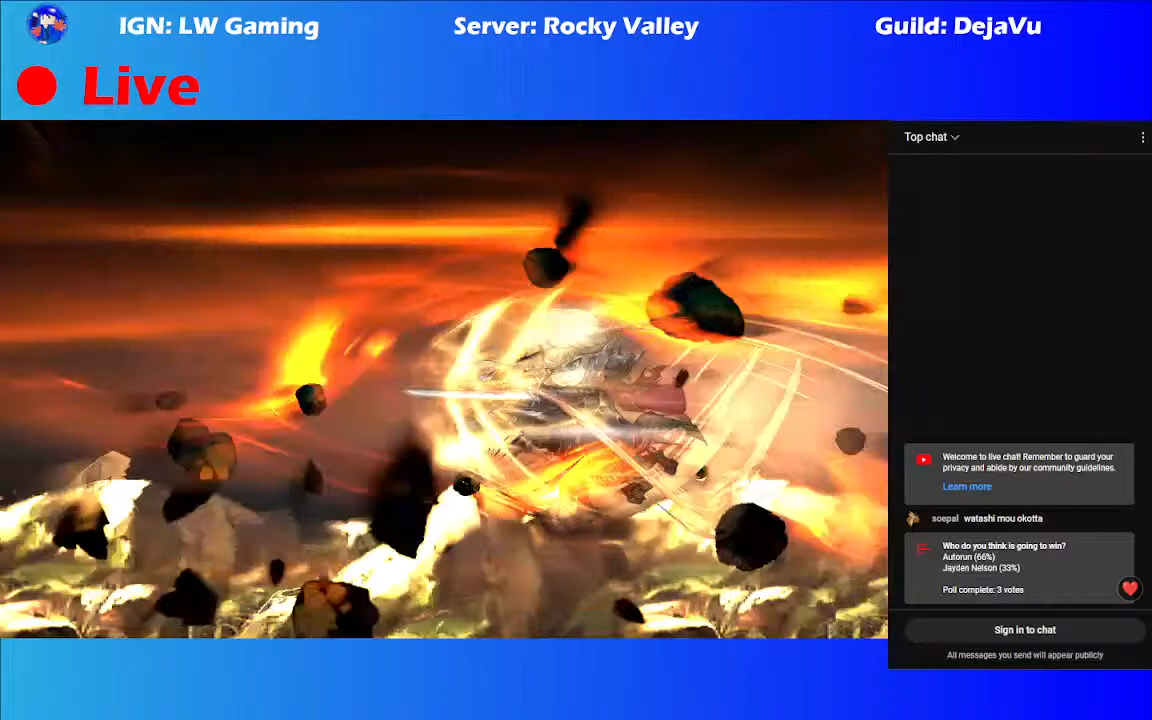 IGN: LW Gaming
Server: Rocky Valley
Guild: DejaVu
Live
Top chat
Welcome to live chat! Remember to guard your
privacy and abide by our community guidelines.
Learn more
soepal watashi mou okotta
Who do you think is going to win?
Autorun (66%)
Jayden Nelson (33%)
Poll complete: 3 votes
Sign in to chat
All messages you send will appear publicly